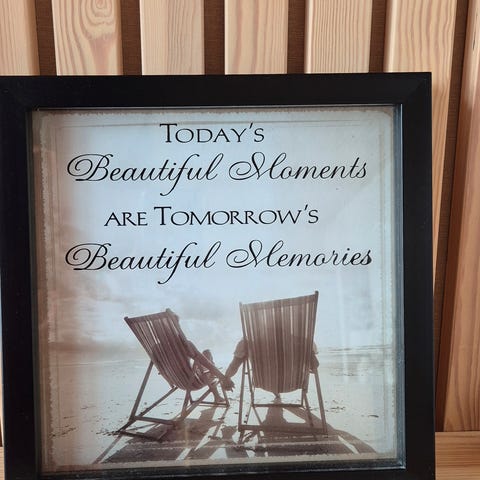 Today's
Beautiful Moments
are Tomorrow's
Beautiful Memories